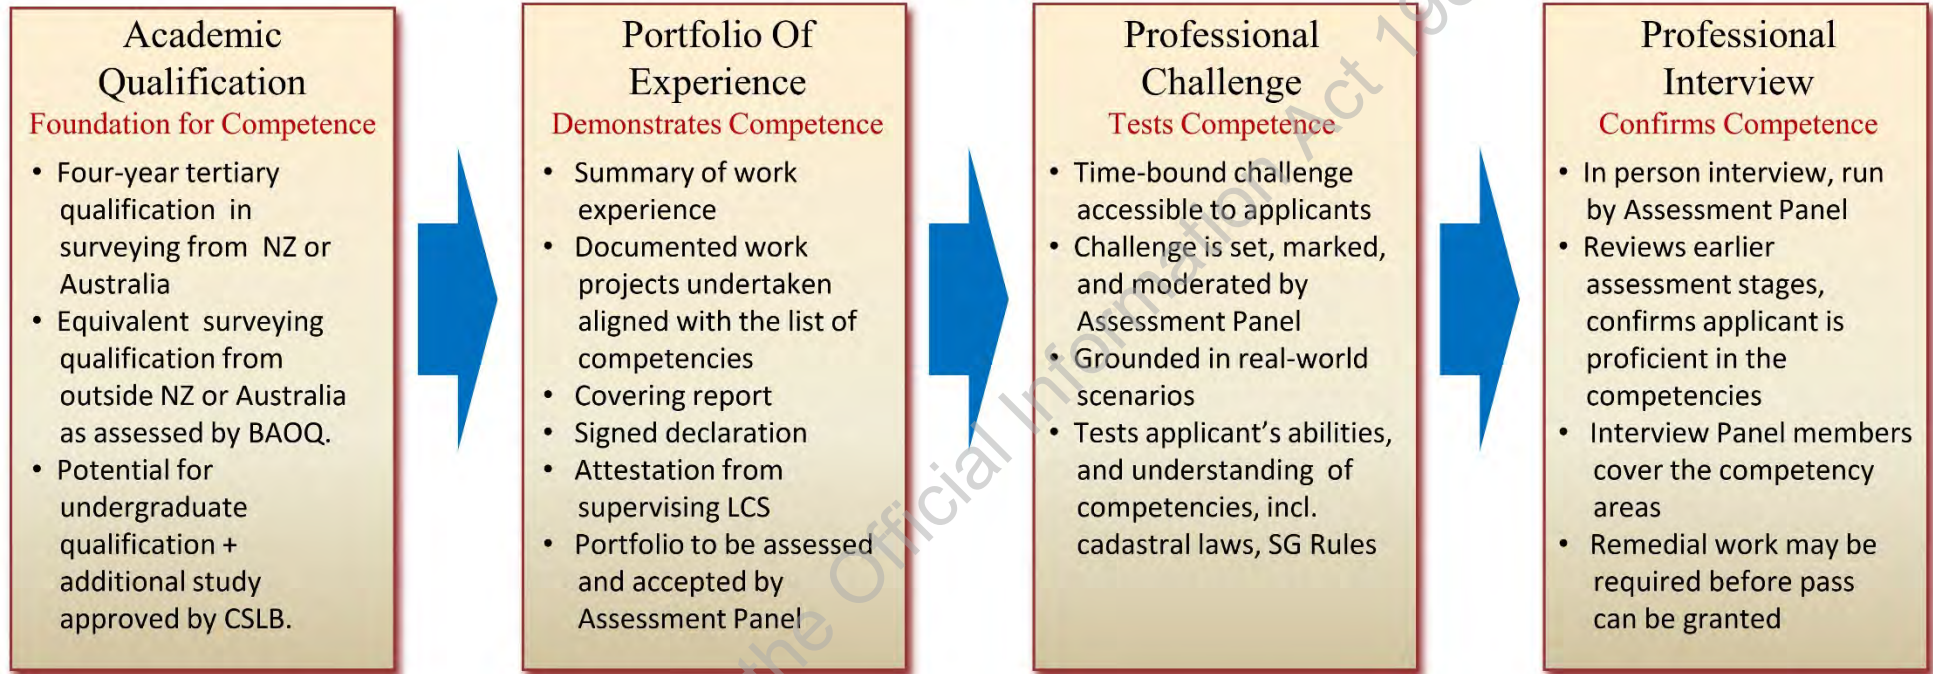 Academic
Qualification
Foundation for Competence
• Four-year tertiary
qualification in
surveying from NZ or
Australia
• Equivalent surveying
qualification from
outside NZ or Australia
as assessed by BAOQ.
• Potential for
undergraduate
qualification +
additional study
approved by CSLB.
Portfolio Of
Experience
Demonstrates Competence
• Summary of work
experience
• Documented work
projects undertaken
aligned with the list of
competencies
• Covering report
• Signed declaration
• Attestation from
supervising LCS
• Portfolio to be assessed
and accepted by
Assessment Panel
Professional
Challenge
Tests Competence
• Time-bound challenge
accessible to applicants
• Challenge is set, marked,
and moderated by
Assessment Panel
• Grounded in real-world
scenarios
• Tests applicant's abilities,
and understanding of
competencies, incl.
cadastral laws, SG Rules
Professional
Interview
Confirms Competence
• In person interview, run
by Assessment Panel
• Reviews earlier
assessment stages,
confirms applicant is
proficient in the
competencies
• Interview Panel members
cover the competency
areas
• Remedial work may be
required before pass
can be granted
the Official Information Act